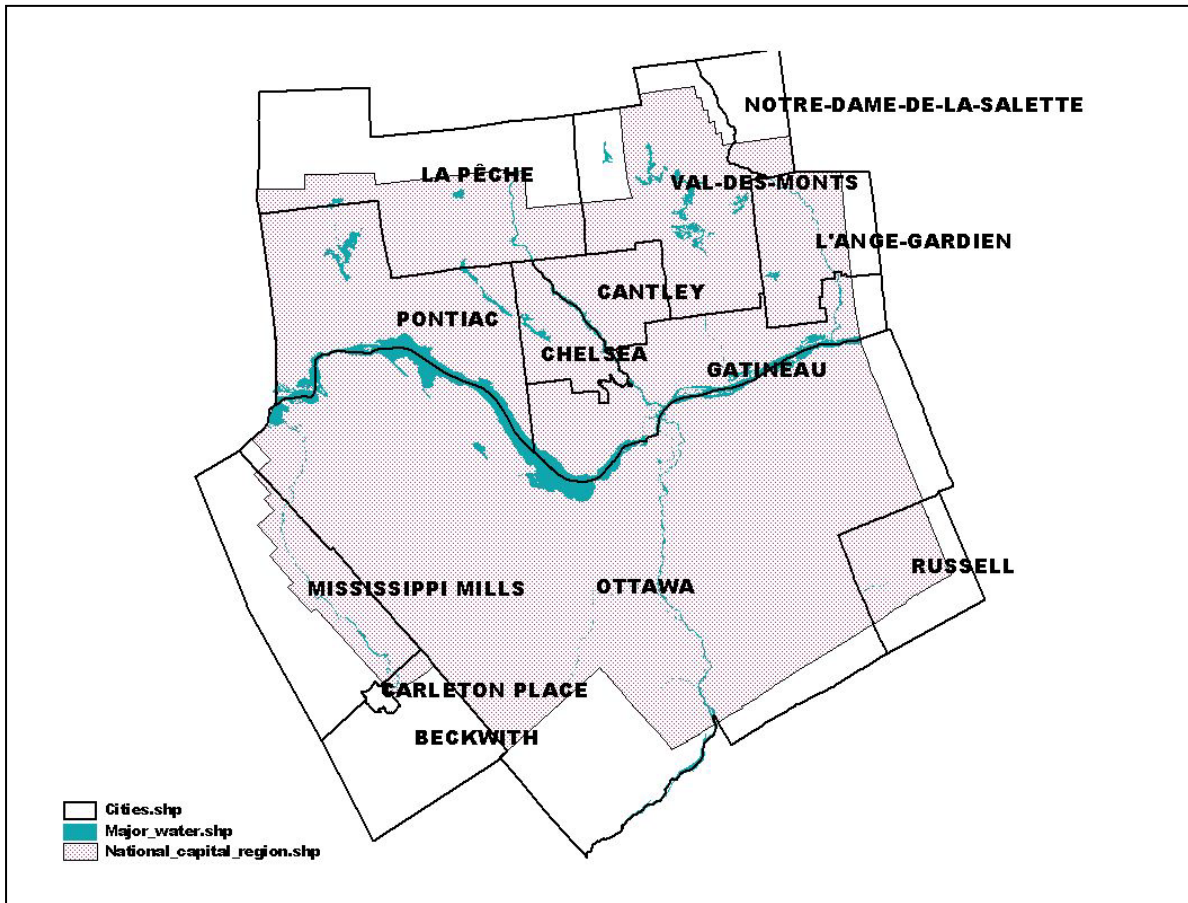 NOTRE-DAME-DE-LA-SALETTE
LA PÊCHE
VAL-DES-MONTS
L'ANGE-GARDIEN
CANTLEY
PONTIAC
CHELSEA
GATINEAU
RUSSELL
MISSISSIPPI MILLS
OTTAWA
CARLETON PLACE
BECKWITH
Cities.shp
Major_water.shp
National_capital_region.shp